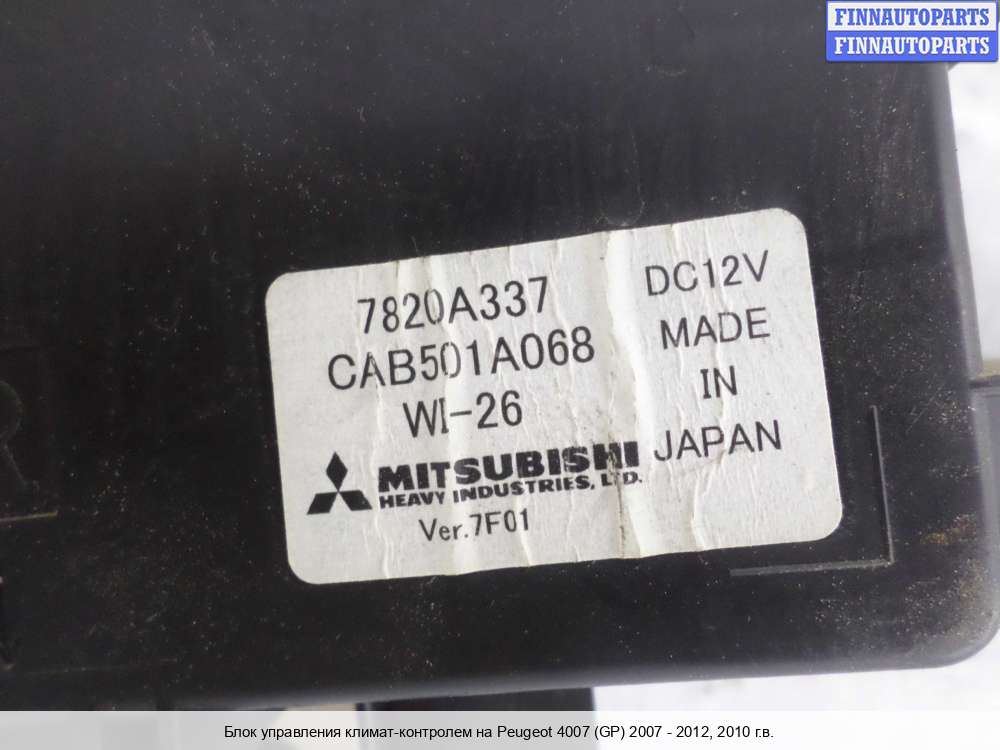 FINNAUTOPARTS
FINNAUTOPARTS
7820A337
CAB501A068
WI-26
MITSUBISHI
HEAVY INDUSTRIES, LTD.
Ver.7F01
DC12V
MADE
IN
JAPAN
Блок управления климат-контролем на Peugeot 4007 (GP) 2007 - 2012, 2010 г.в.